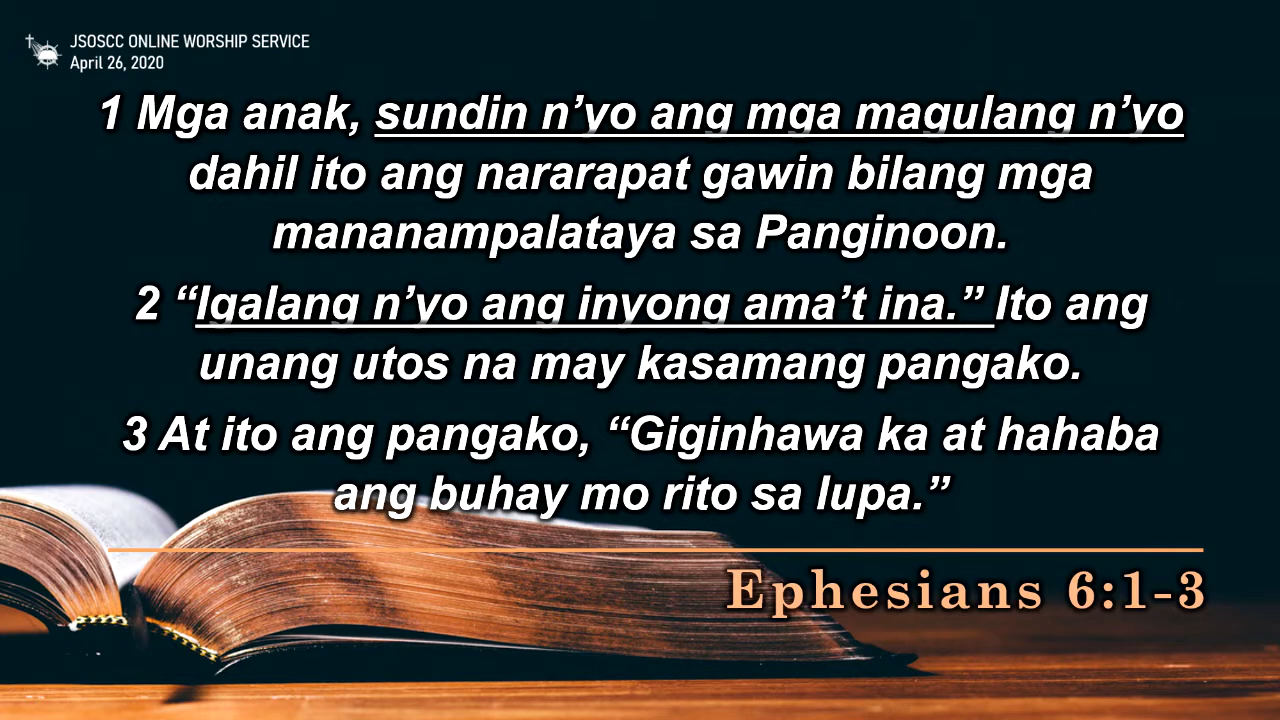 JSOSCC ONLINE WORSHIP SERVICE
April 26, 2020
1 Mga anak, sundin n’yo ang mga magulang n’yo
dahil ito ang nararapat gawin bilang mga
mananampalataya sa Panginoon.
2 “Igalang n’yo ang inyong ama’t ina.” Ito ang
unang utos na may kasamang pangako.
3 At ito ang pangako, “Giginhawa ka at hahaba
ang buhay mo rito sa lupa.”
Ephesians 6:1-3